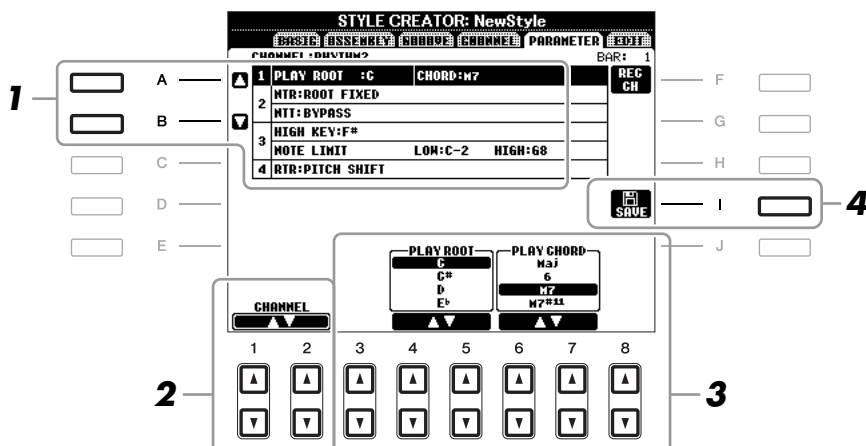 STYLE CREATOR: NewStyle
BASIC ASSEMBLY GROOVE CHANNEL PARAMETER EDIT
CHANNEL:RHYTHM2 BAR: 1
1 A 1 PLAY ROOT :C CHORD:M7 REC CH F
2 NTR:ROOT FIXED
B NTT:BYPASS G
3 HIGH KEY:F#
C NOTE LIMIT LOW:C-2 HIGH:G8 H
4 RTR:PITCH SHIFT
D SAVE I 4
E J
PLAY ROOT PLAY CHORD
C Maj
C# 6
D M7
E♭ M7#11
CHANNEL
1 2 3 4 5 6 7 8
2 3